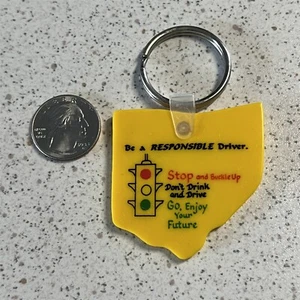 Be a RESPONSIBLE Driver.
Stop and Buckle Up
Don't Drink
and Drive
GO, Enjoy
Your
Future